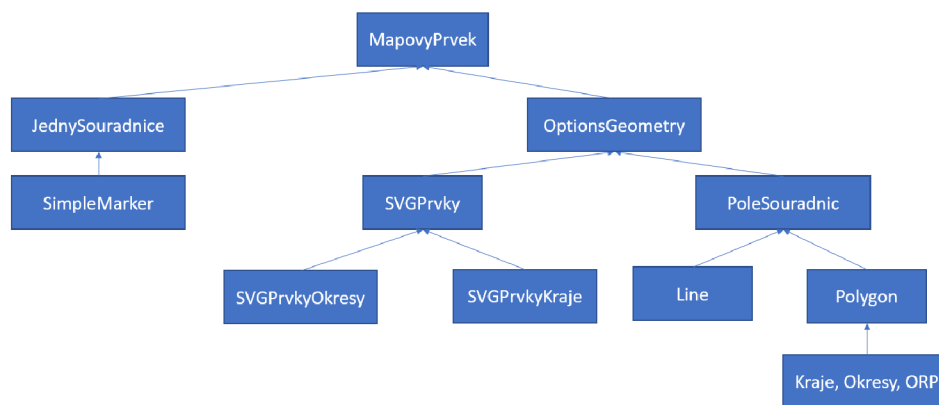 MapovyPrvek
JednySouradnice
OptionsGeometry
SimpleMarker
SVGPrvky
PoleSouradnic
SVGPrvkyOkresy
SVGPrvkyKraje
Line
Polygon
Kraje, Okresy, ORP